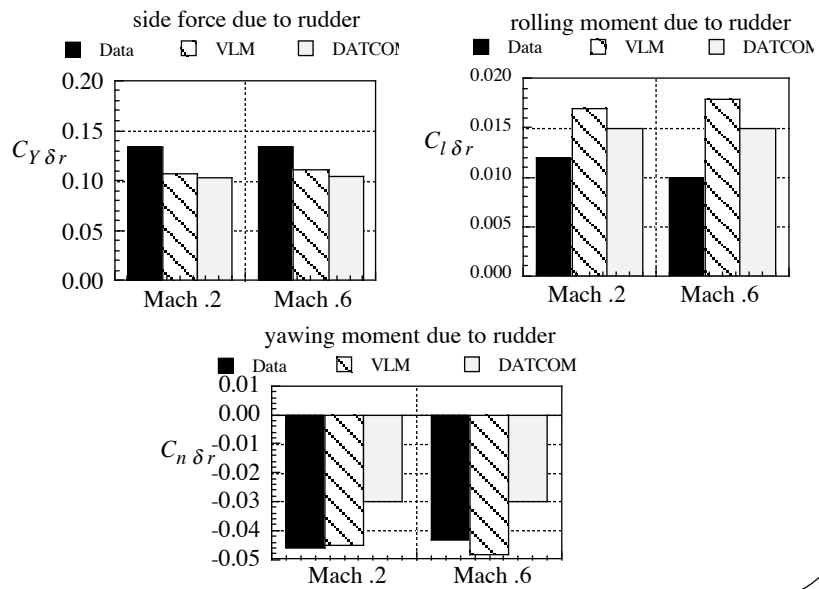 side force due to rudder
Data VLM DATCOM
0.20
0.15
C_{Y δr}
0.10
0.05
0.00
Mach .2 Mach .6
rolling moment due to rudder
Data VLM DATCOM
0.020
0.015
C_{l δr}
0.010
0.005
0.000
Mach .2 Mach .6
yawing moment due to rudder
Data VLM DATCOM
0.01
0.00
-0.01
C_{n δr}
-0.02
-0.03
-0.04
-0.05
Mach .2 Mach .6